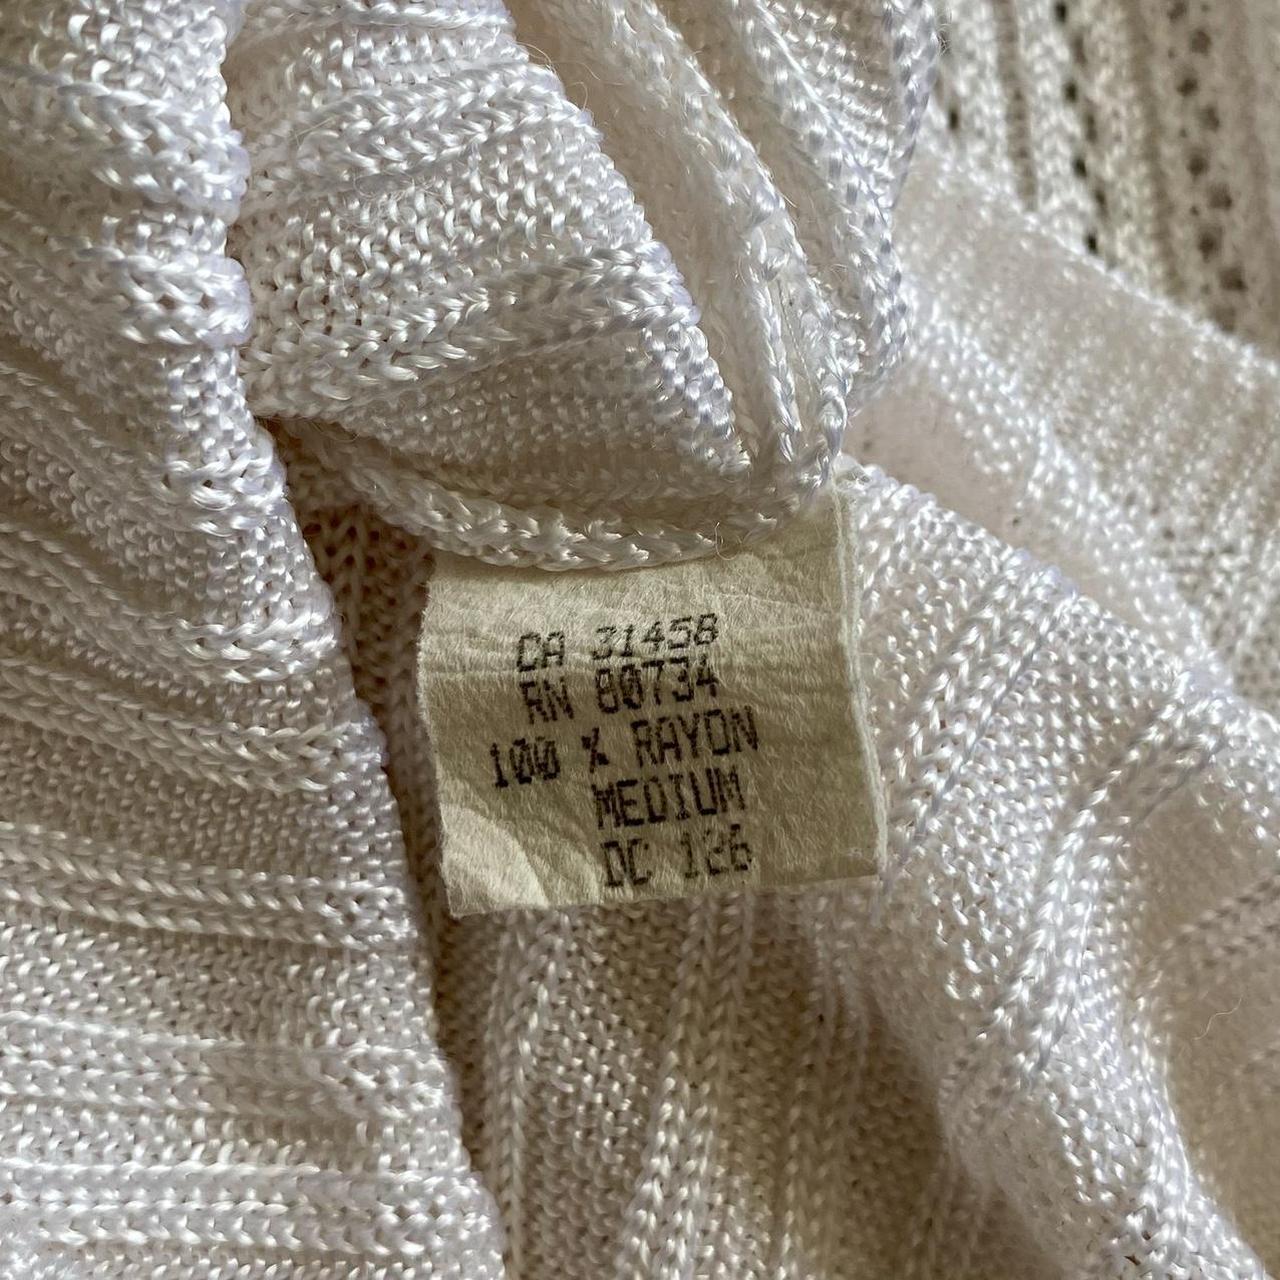 CA 31458
RN 80734
100 % RAYON
MEDIUM
DC 126